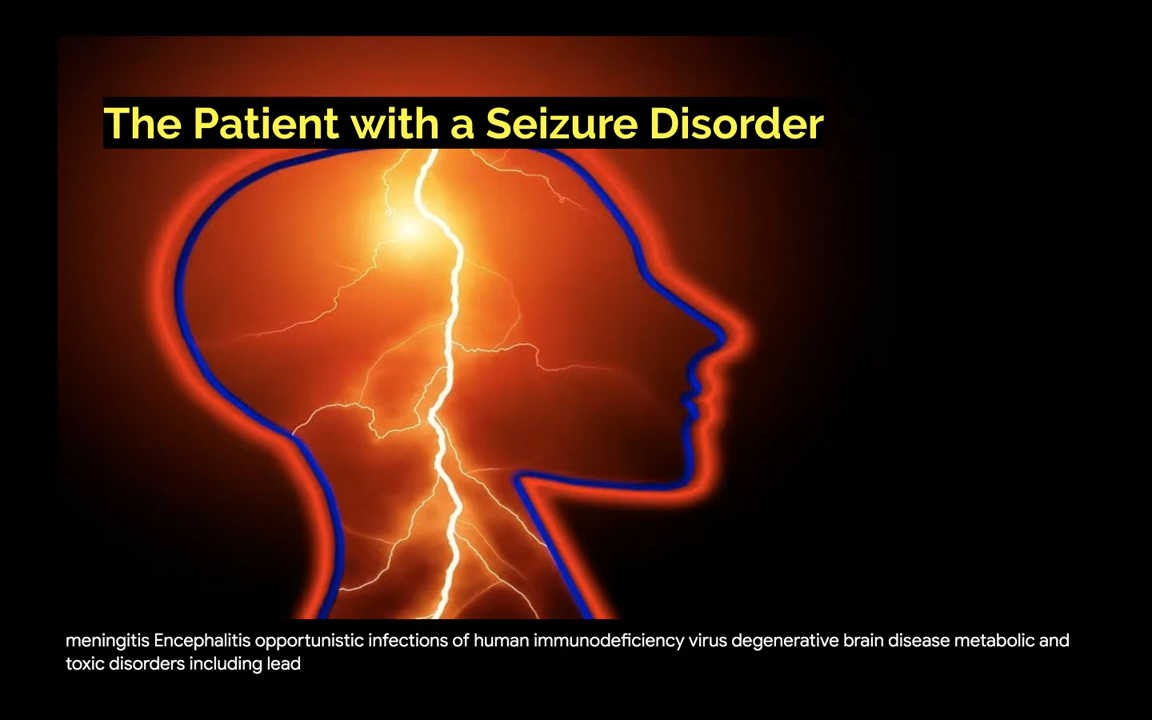 The Patient with a Seizure Disorder
meningitis Encephalitis opportunistic infections of human immunodeficiency virus degenerative brain disease metabolic and
toxic disorders including lead